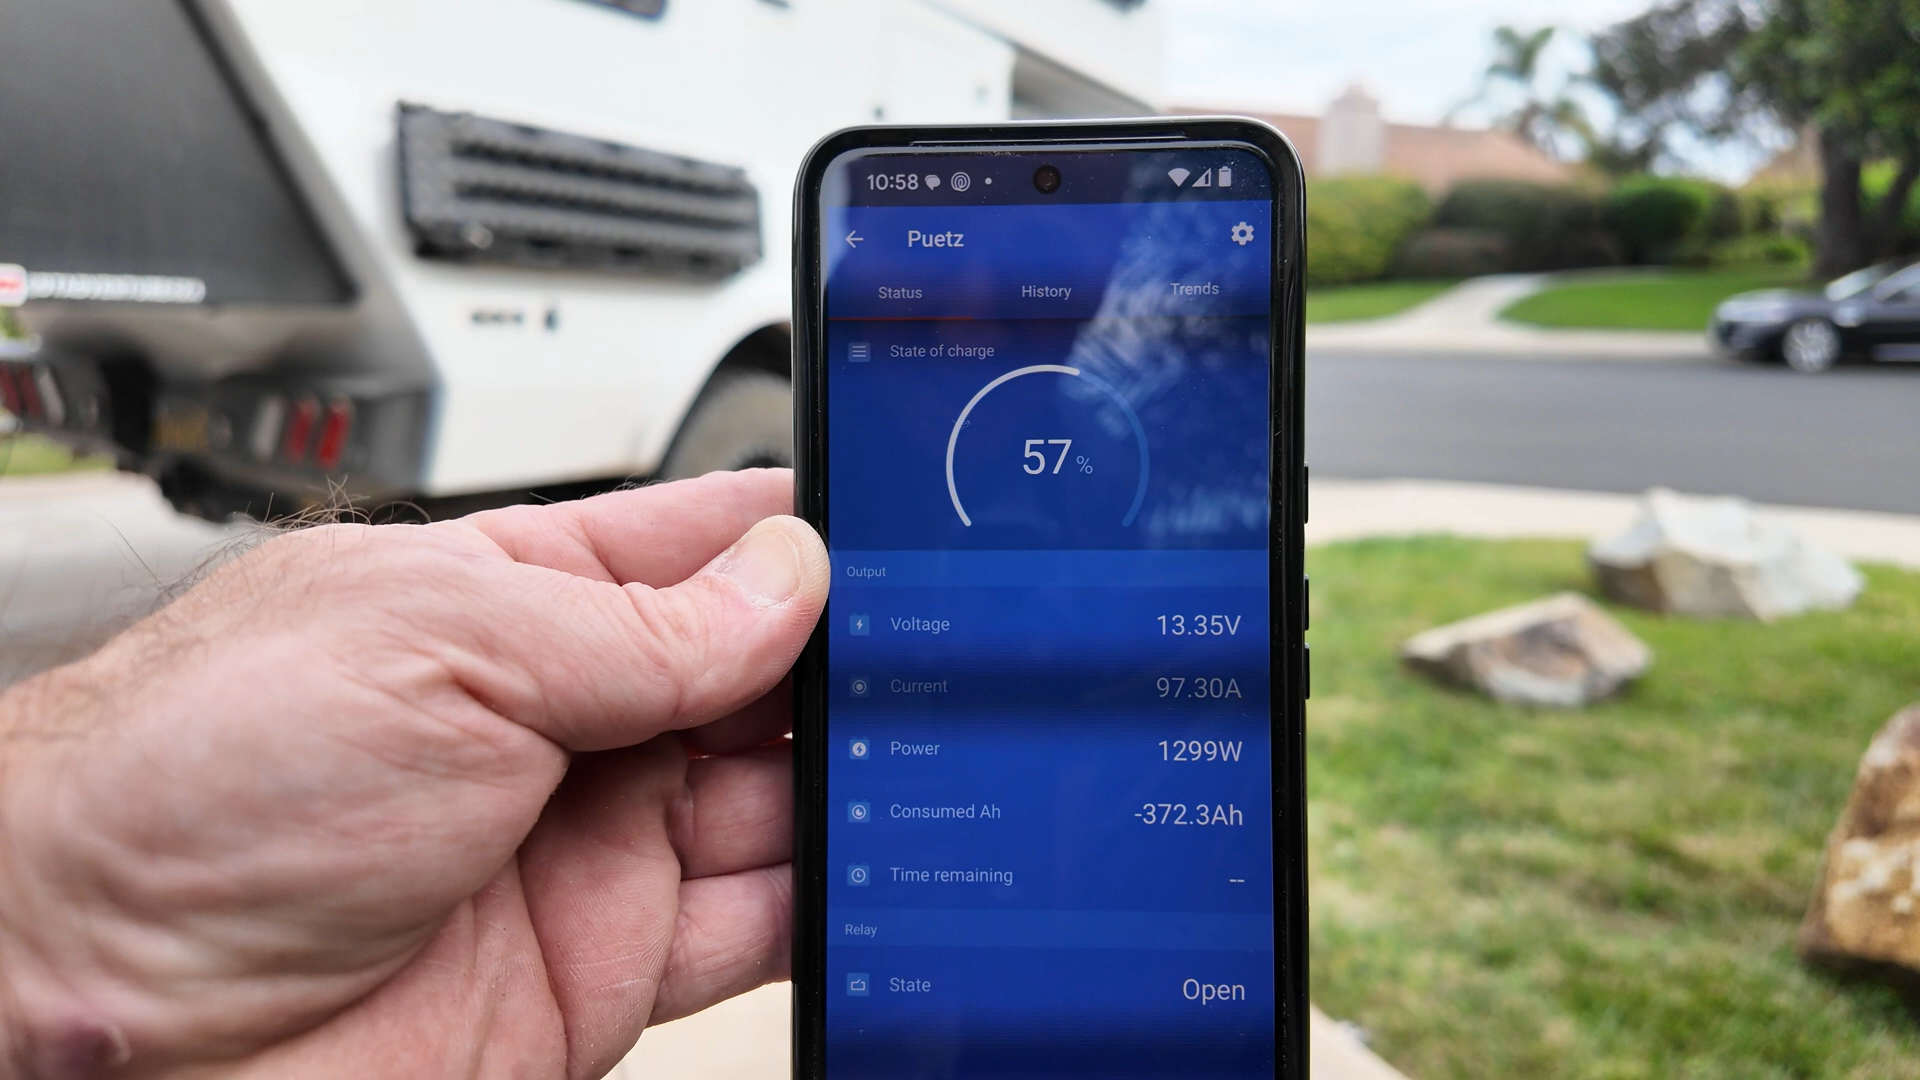 10:58
Puetz
Status History Trends
State of charge
57 %
Output
Voltage 13.35V
Current 97.30A
Power 1299W
Consumed Ah -372.3Ah
Time remaining --
Relay
State Open